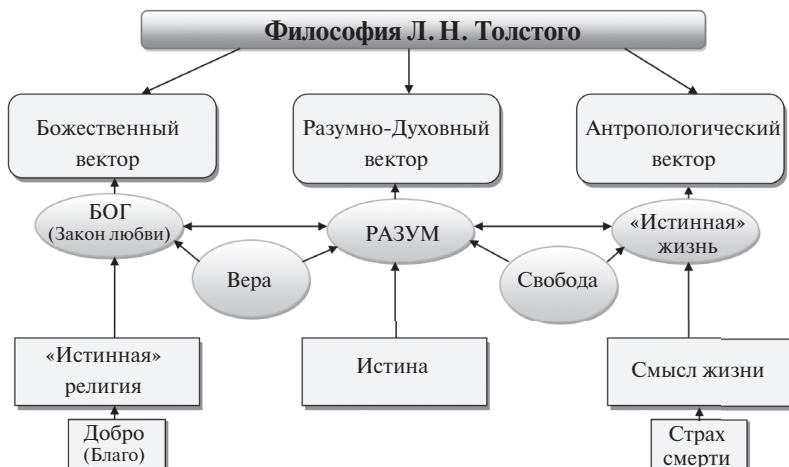 Философия Л. Н. Толстого
Божественный
вектор
Разумно-Духовный
вектор
Антропологический
вектор
БОГ
(Закон любви)
РАЗУМ
«Истинная»
жизнь
Вера
Свобода
«Истинная»
религия
Истина
Смысл жизни
Добро
(Благо)
Страх
смерти